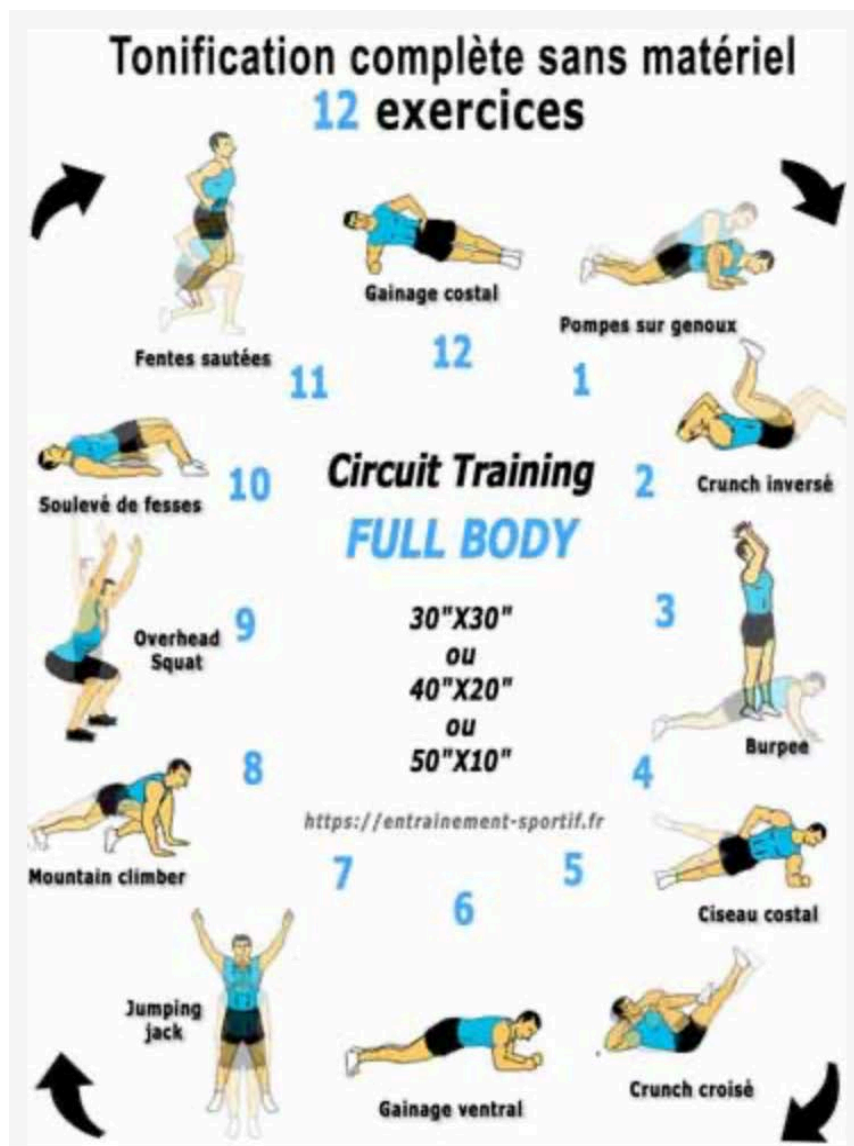 Tonification complète sans matériel
12 exercices
Pompes sur genoux
1
Crunch inversé
2
Burpee
3
Ciseau costal
4
Crunch croisé
5
Gainage ventral
6
Jumping
jack
7
Mountain climber
8
Overhead
Squat
9
Soulevé de fesses
10
Fentes sautées
11
Gainage costal
12
Circuit Training
FULL BODY
30"X30"
ou
40"X20"
ou
50"X10"
https://entrainement-sportif.fr